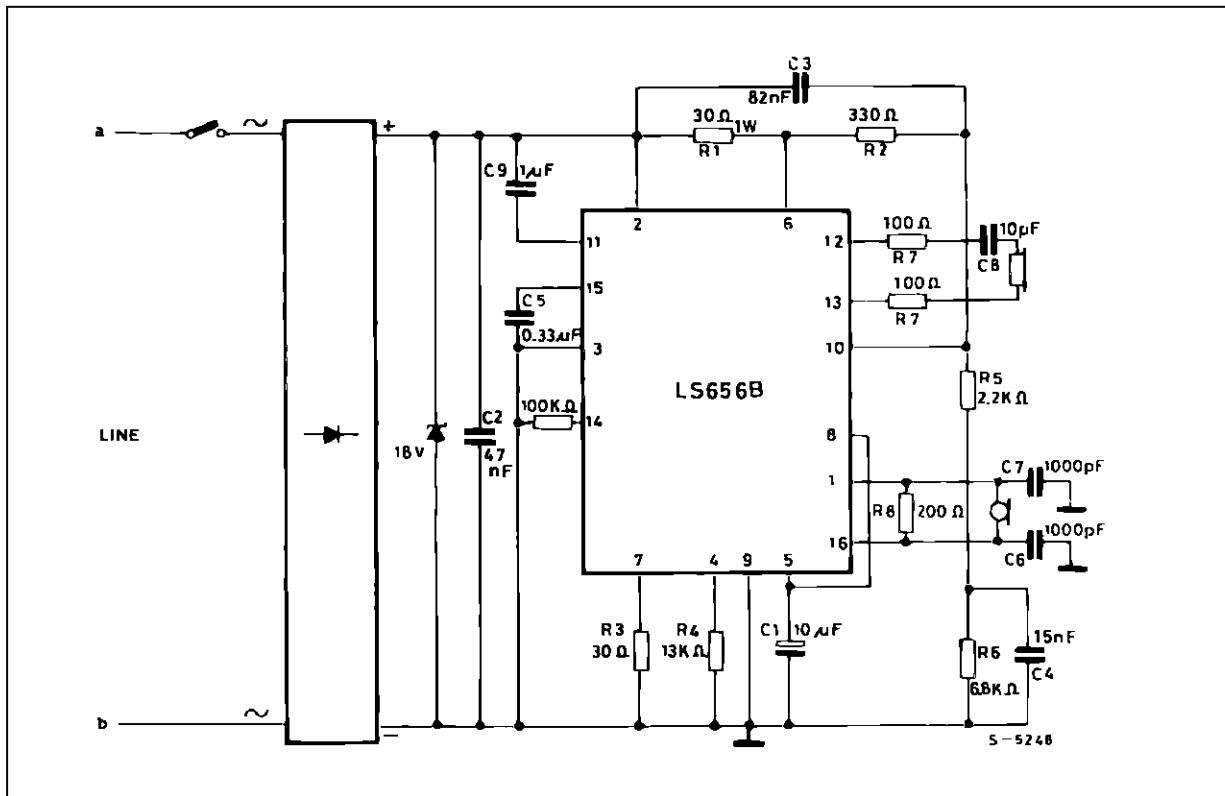 C3
82nF
30Ω
1W
R1
330Ω
R2
a
~
+
C9
1µF
2
6
11
12
100Ω
R7
10µF
C8
15
C5
0.33µF
3
13
100Ω
R7
10
LS656B
R5
2.2KΩ
100KΩ
14
LINE
18V
C2
47
nF
8
1
R8
200Ω
16
C7
1000pF
1000pF
C6
7
4
9
5
R3
30Ω
R4
13KΩ
C1
10µF
R6
6.8KΩ
15nF
C4
b
~
−
S-5248